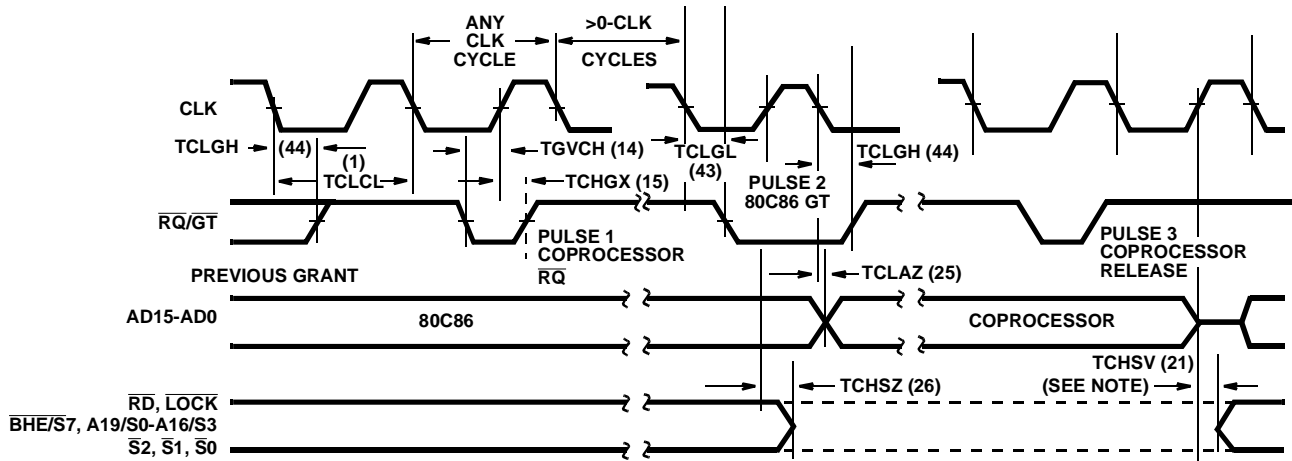 ANY
CLK
CYCLE
>0-CLK
CYCLES
CLK
TCLGH
(44)
(1)
TCLCL
TGVCH (14)
TCHGX (15)
TCLGL
(43)
PULSE 2
80C86 GT
TCLGH (44)
RQ/GT
PULSE 1
COPROCESSOR
RQ
PULSE 3
COPROCESSOR
RELEASE
PREVIOUS GRANT
TCLAZ (25)
AD15-AD0
80C86
COPROCESSOR
TCHSV (21)
(SEE NOTE)
TCHSZ (26)
RD, LOCK
BHE/S7, A19/S0-A16/S3
S2, S1, S0